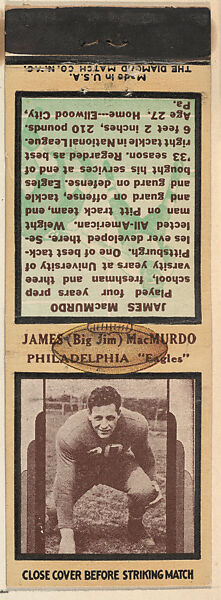 Made in U.S.A.
THE DIAMOND MATCH CO. N.Y.C.
JAMES MacMURDO
Played four years prep
school, freshman and three
varsity years at University of
Pittsburgh. One of best tack-
les ever developed there. Se-
lected All-American. Weight
man on Pitt track team, end
and guard on offense, tackle
and guard on defense. Eagles
bought his services at end of
'33 season. Regarded as best
right tackle in National league.
6 feet 2 inches, 210 pounds.
Age 27. Home—Ellwood City,
Pa.
JAMES (Big Jim) MacMURDO
PHILADELPHIA "Eagles"
CLOSE COVER BEFORE STRIKING MATCH